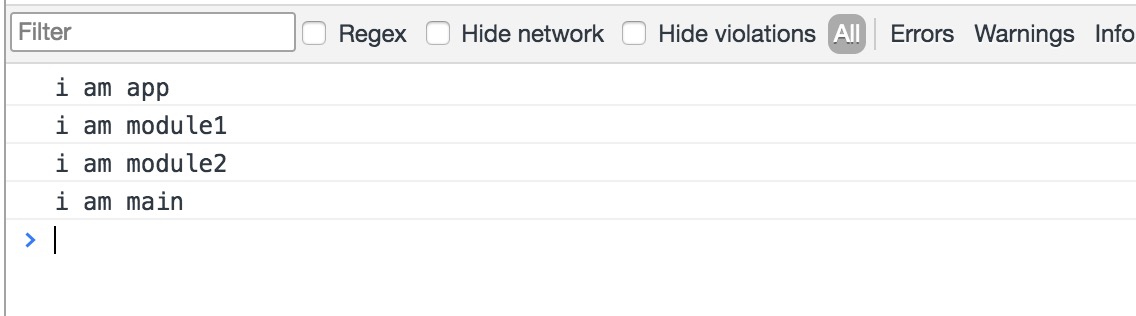 Filter Regex Hide network Hide violations All Errors Warnings Info
i am app
i am module1
i am module2
i am main
>